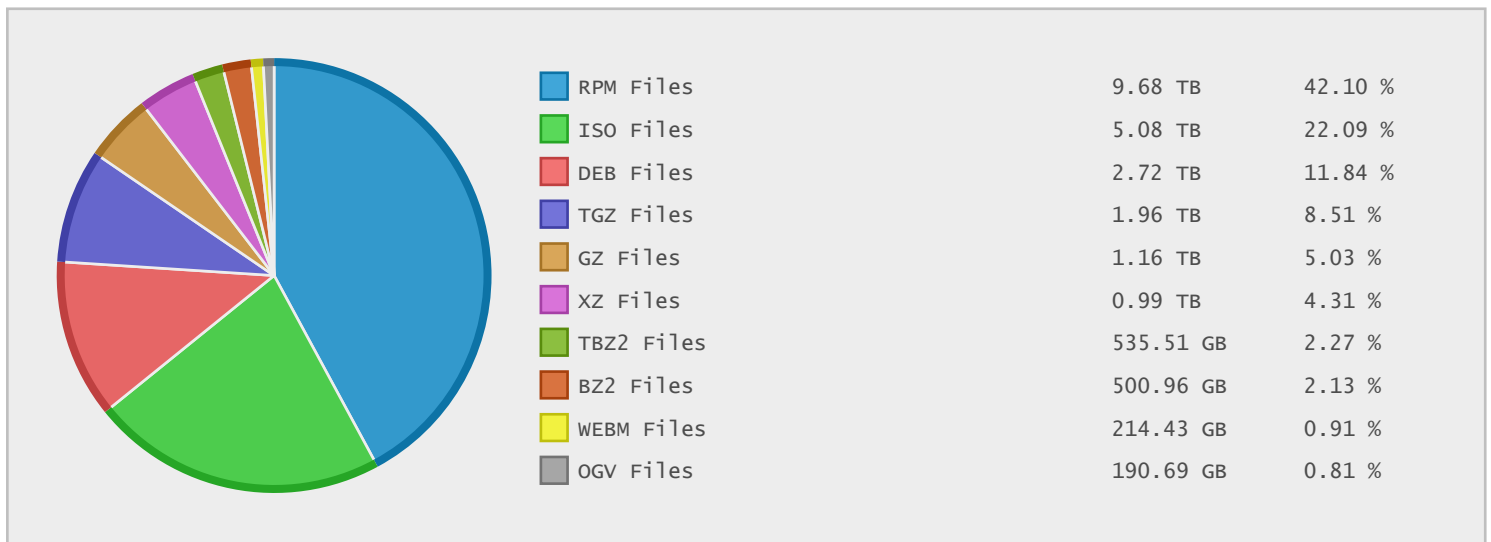 RPM Files 9.68 TB 42.10 %
ISO Files 5.08 TB 22.09 %
DEB Files 2.72 TB 11.84 %
TGZ Files 1.96 TB 8.51 %
GZ Files 1.16 TB 5.03 %
XZ Files 0.99 TB 4.31 %
TBZ2 Files 535.51 GB 2.27 %
BZ2 Files 500.96 GB 2.13 %
WEBM Files 214.43 GB 0.91 %
OGV Files 190.69 GB 0.81 %